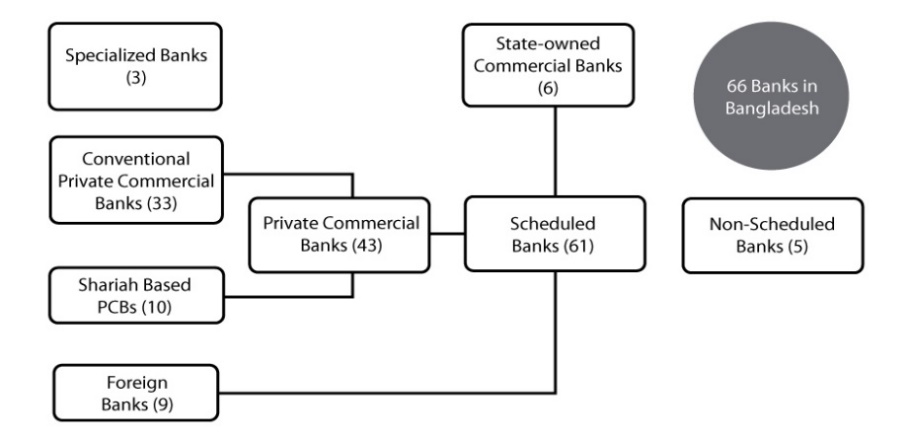 Specialized Banks
(3)
State-owned
Commercial Banks
(6)
66 Banks in
Bangladesh
Conventional
Private Commercial
Banks (33)
Private Commercial
Banks (43)
Scheduled
Banks (61)
Non-Scheduled
Banks (5)
Shariah Based
PCBs (10)
Foreign
Banks (9)